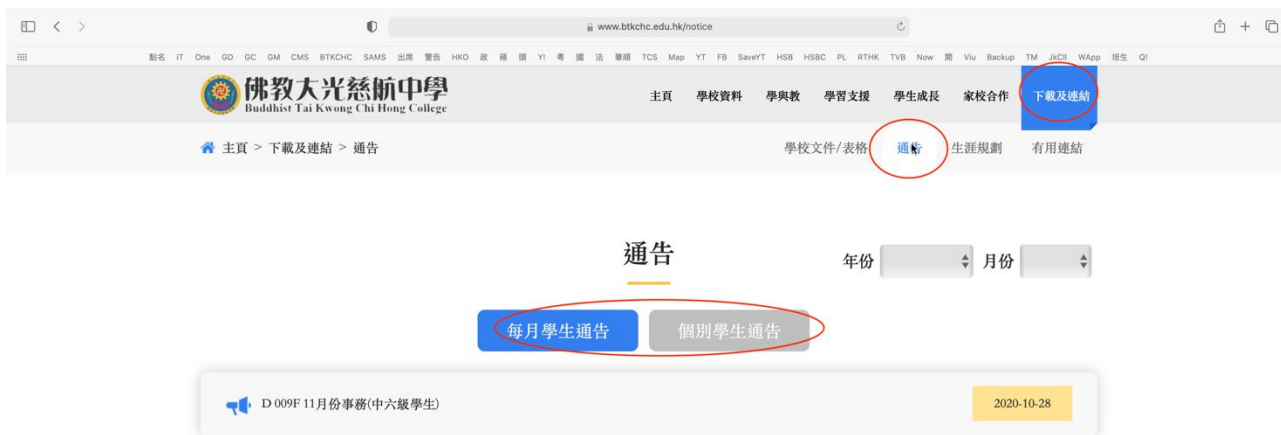 www.btkchc.edu.hk/notice
點名 IT One GD GC GM CMS BTKCHC SAMS 出席 警告 HKO 政 蘋 頭 Y! 專 國 法 筆順 TCS Map YT FB SaveYT HSB HSBC PL RTHK TVB Now 開 Viu Backup TM JkCll WApp 培生 Q!
佛教大光慈航中學
Buddhist Tai Kwong Chi Hong College
主頁 學校資料 學與教 學習支援 學生成長 家校合作 下載及連結
主頁 > 下載及連結 > 通告
學校文件/表格 通告 生涯規劃 有用連結
通告
年份 月份
每月學生通告 個別學生通告
D 009F 11月份事務(中六級學生)
2020-10-28